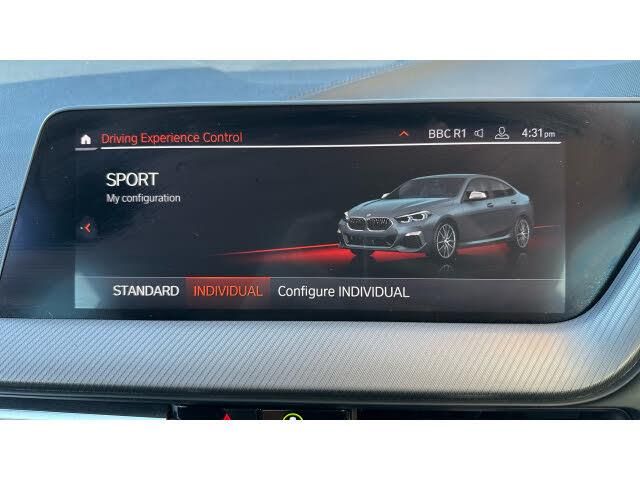 Driving Experience Control BBC R1 4:31pm
SPORT
My configuration
STANDARD INDIVIDUAL Configure INDIVIDUAL